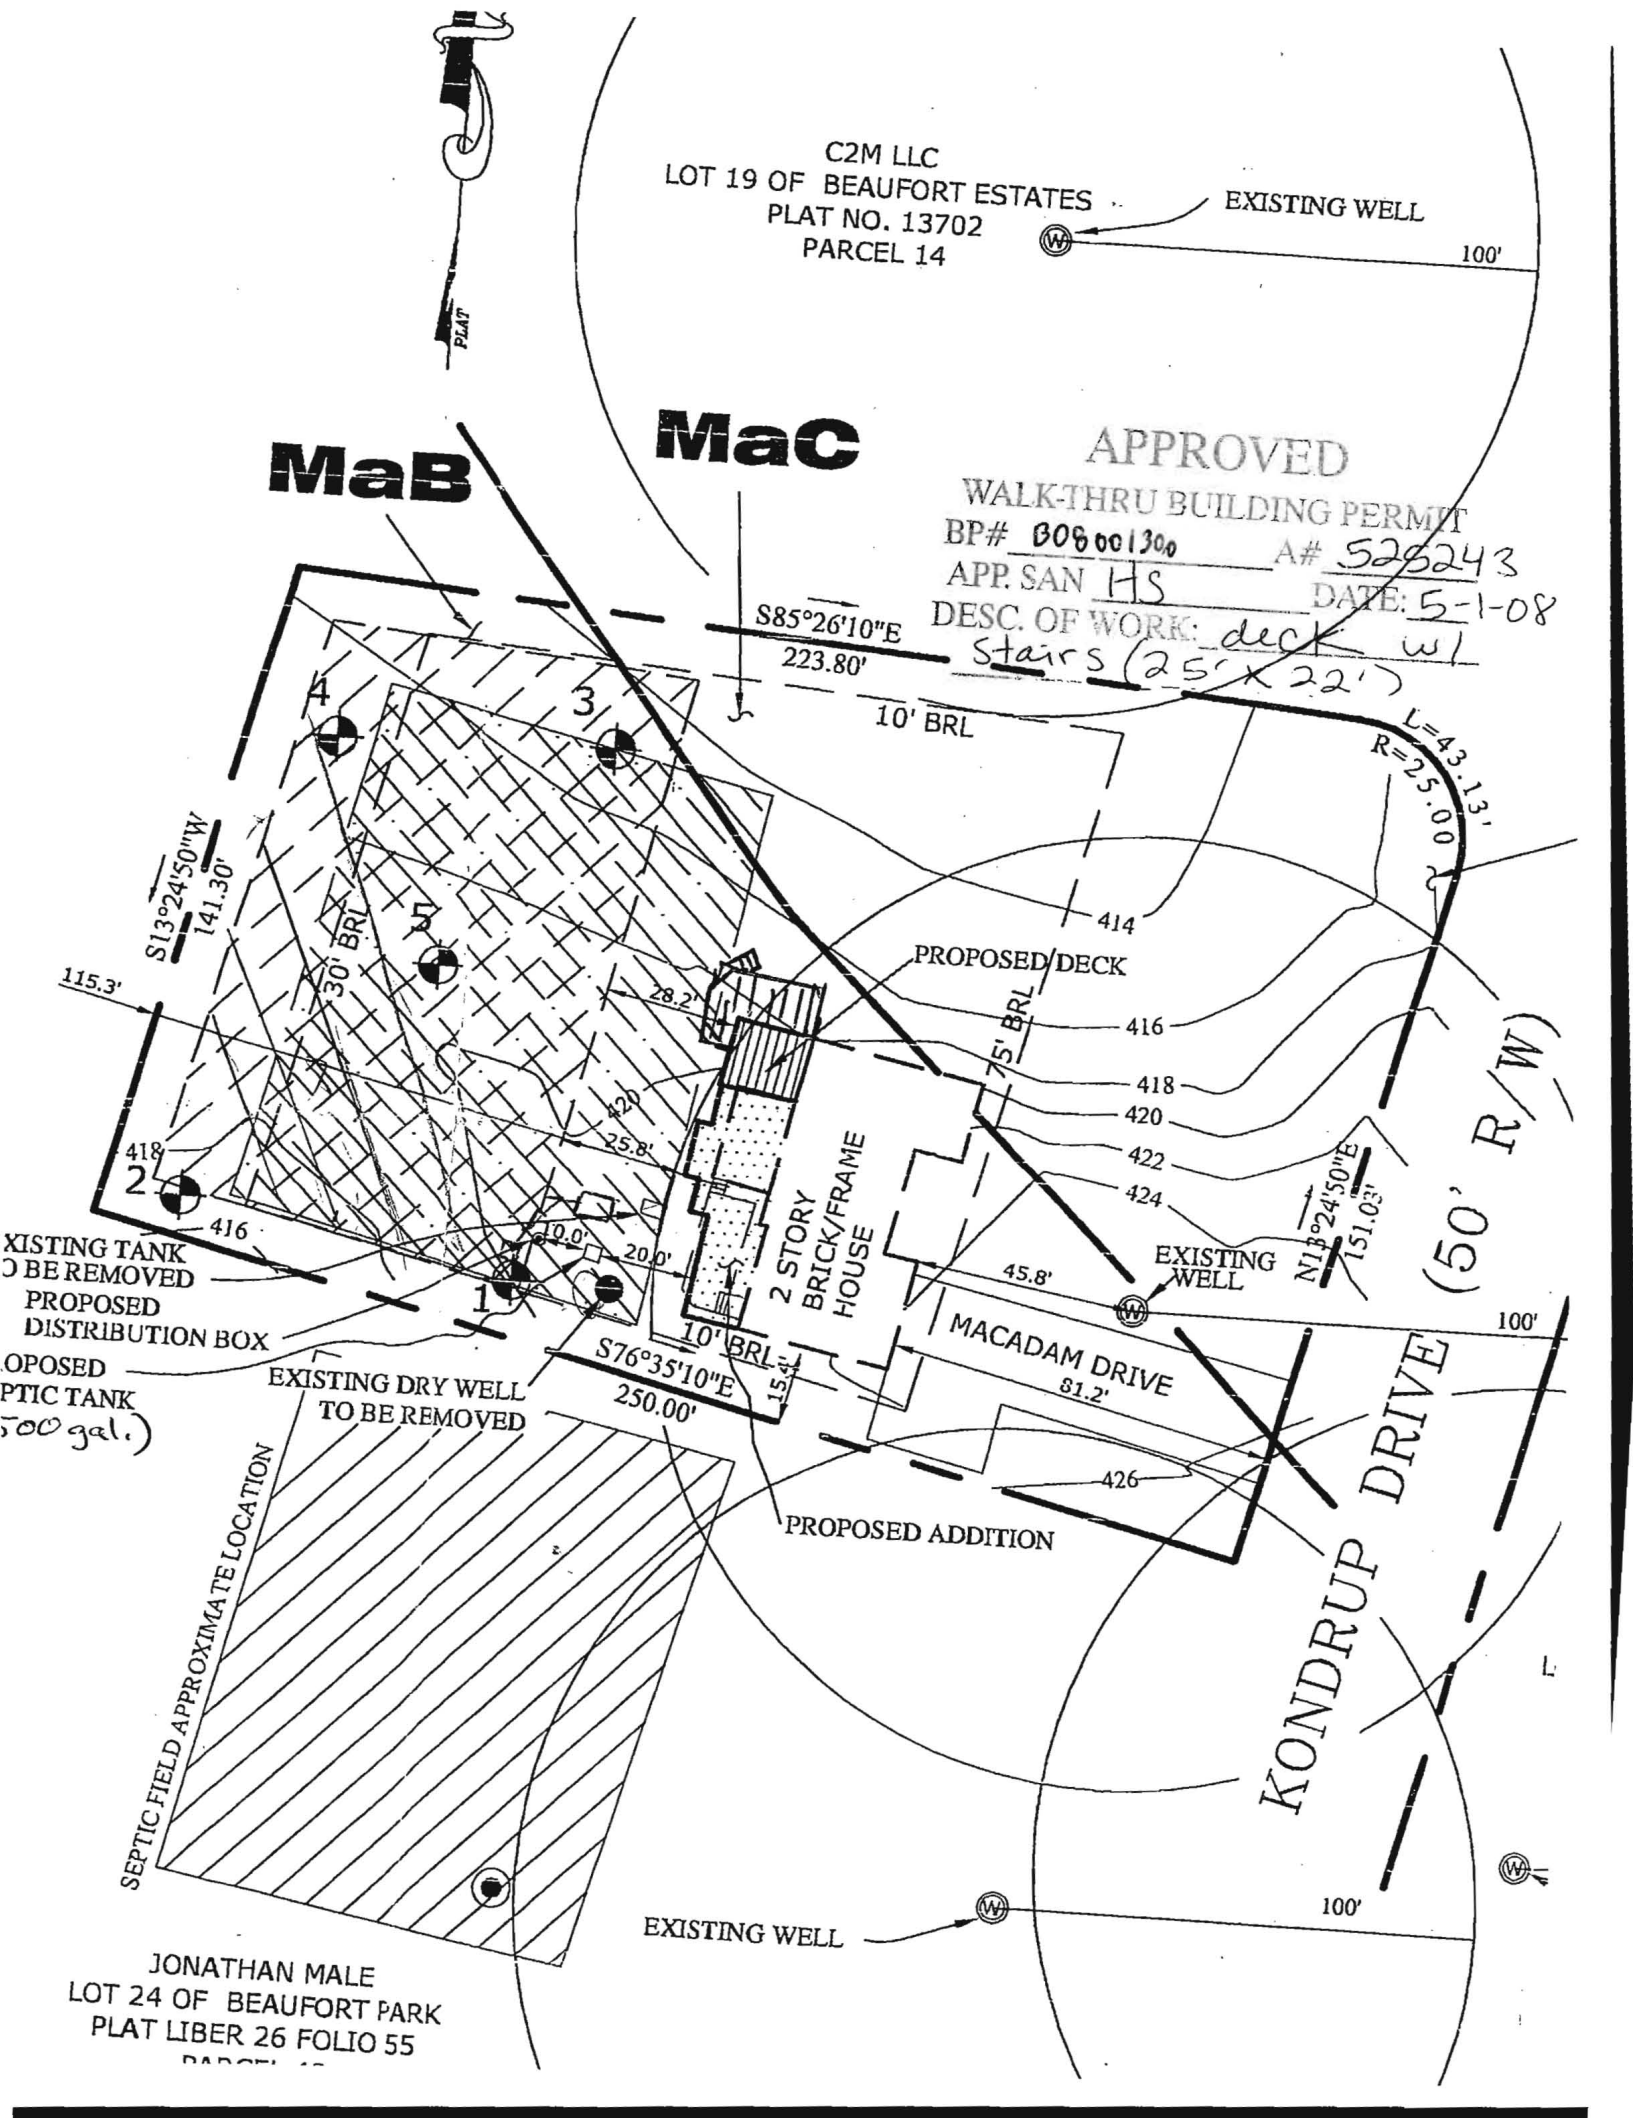 PLAT
C2M LLC
LOT 19 OF BEAUFORT ESTATES
PLAT NO. 13702
PARCEL 14
EXISTING WELL
100'
MaB
MaC
APPROVED
WALK-THRU BUILDING PERMIT
BP# B08001300 A# 525243
APP. SAN HS DATE: 5-1-08
DESC. OF WORK: deck w/
Stairs (25' X 22')
S85°26'10"E
223.80'
10' BRL
L=43.13'
R=25.00
4
3
S13°24'50"W
141.30'
30' BRL
5
414
PROPOSED DECK
115.3'
28.2'
75' BRL
416
418
420
420
422
424
25.8'
418
2
416
N13°24'50"E
151.03'
(50' R/W)
2 STORY
BRICK/FRAME
HOUSE
XISTING TANK
O BE REMOVED
10.0'
20.0'
45.8'
EXISTING
WELL
W
100'
PROPOSED
DISTRIBUTION BOX
1
10' BRL
MACADAM DRIVE
81.2'
OPOSED
PTIC TANK
500 gal.)
EXISTING DRY WELL
TO BE REMOVED
S76°35'10"E
250.00'
426
PROPOSED ADDITION
KONDRUP DRIVE
SEPTIC FIELD APPROXIMATE LOCATION
L
W
EXISTING WELL
W
100'
JONATHAN MALE
LOT 24 OF BEAUFORT PARK
PLAT LIBER 26 FOLIO 55